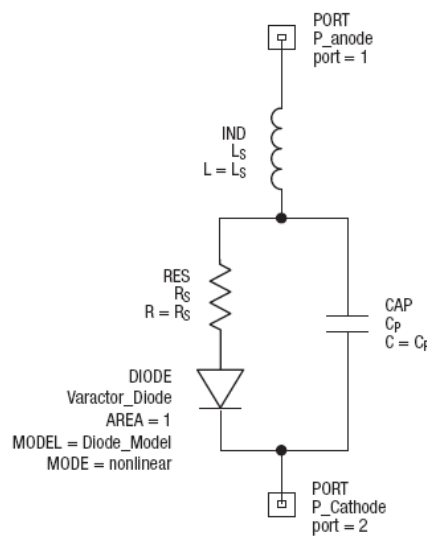 PORT
P_anode
port = 1
IND
LS
L = LS
RES
RS
R = RS
CAP
CP
C = CP
DIODE
Varactor_Diode
AREA = 1
MODEL = Diode_Model
MODE = nonlinear
PORT
P_Cathode
port = 2